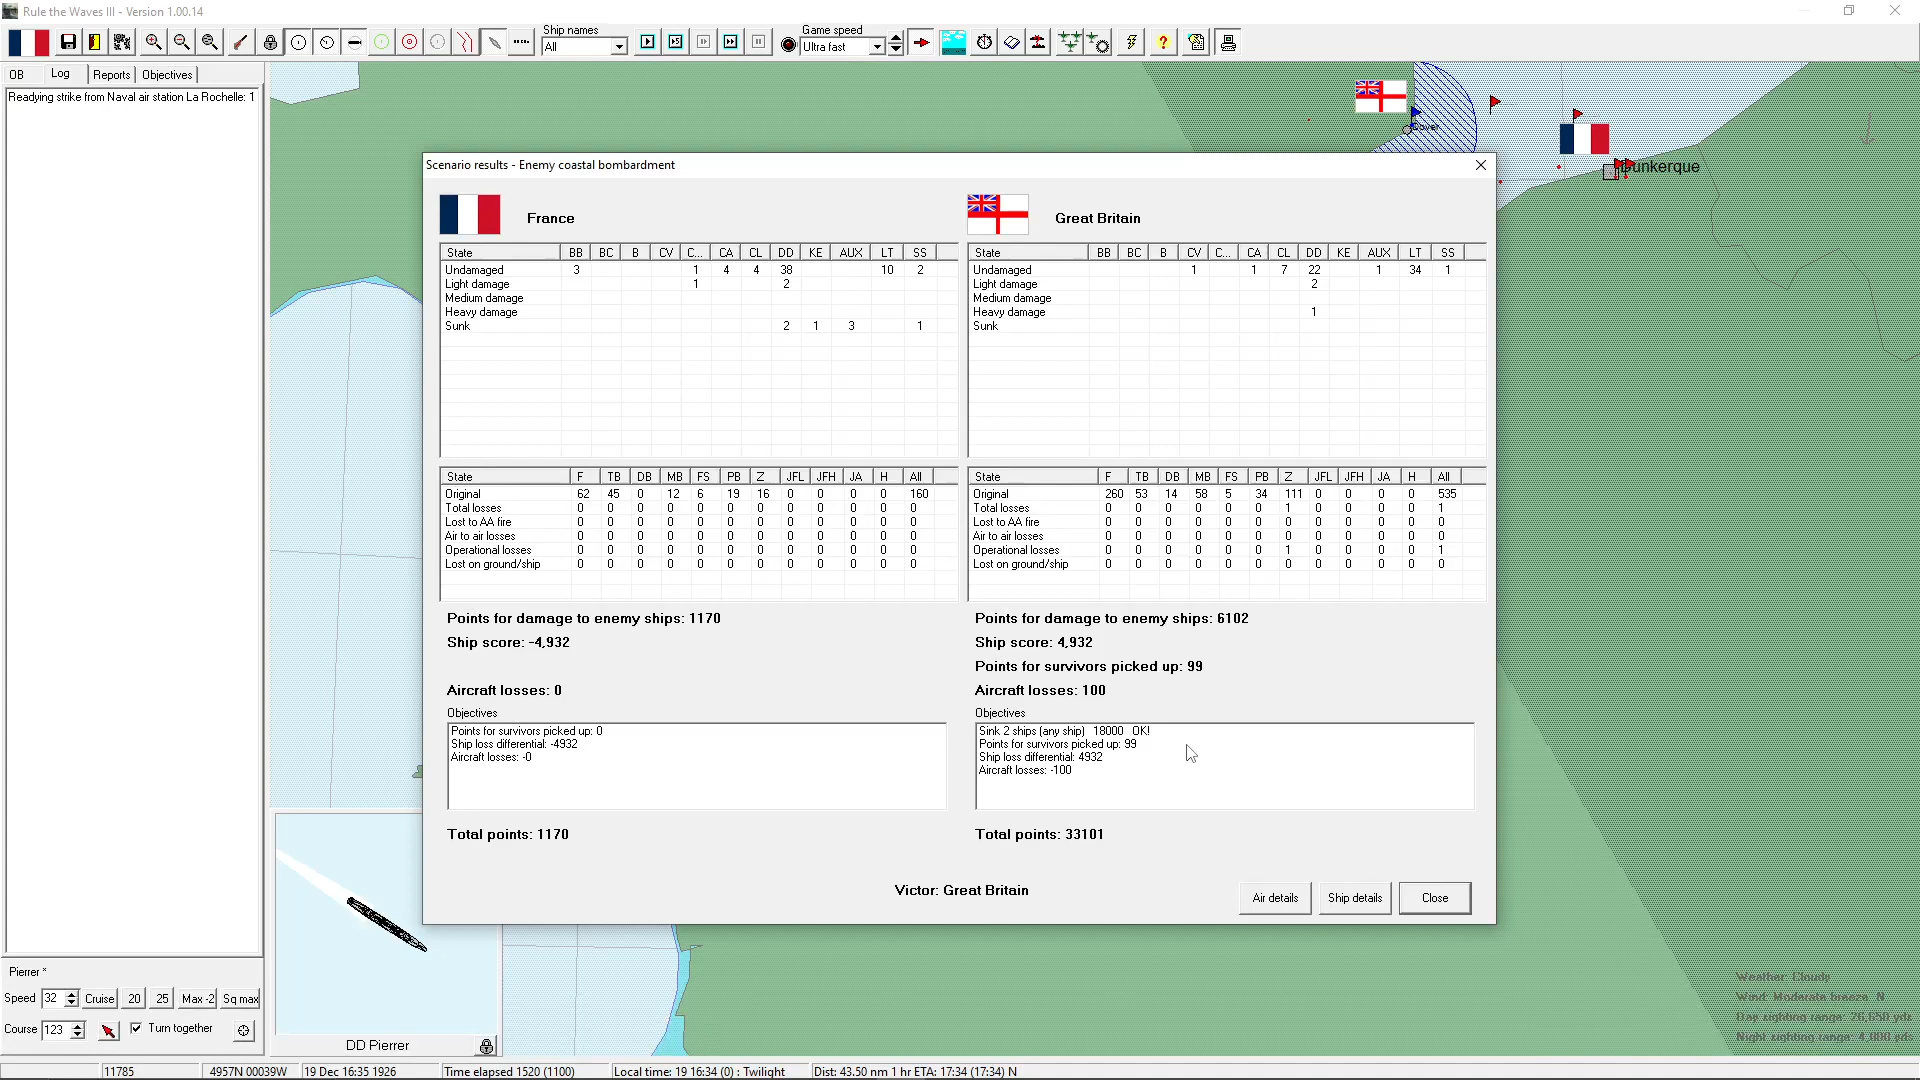 Rule the Waves III - Version 1.00.14
Ship names
All
Game speed
Ultra fast
OB Log Reports Objectives
Readying strike from Naval air station La Rochelle: 1
Dover
Dunkerque
Scenario results - Enemy coastal bombardment
France
State BB BC B CV C... CA CL DD KE AUX LT SS
Undamaged 3 1 4 4 38 10 2
Light damage 1 2
Medium damage
Heavy damage
Sunk 2 1 3 1
State F TB DB MB FS PB Z JFL JFH JA H All
Original 62 45 0 12 6 19 16 0 0 0 0 160
Total losses 0 0 0 0 0 0 0 0 0 0 0 0
Lost to AA fire 0 0 0 0 0 0 0 0 0 0 0 0
Air to air losses 0 0 0 0 0 0 0 0 0 0 0 0
Operational losses 0 0 0 0 0 0 0 0 0 0 0 0
Lost on ground/ship 0 0 0 0 0 0 0 0 0 0 0 0
Points for damage to enemy ships: 1170
Ship score: -4,932
Aircraft losses: 0
Objectives
Points for survivors picked up: 0
Ship loss differential: -4932
Aircraft losses: -0
Total points: 1170
Great Britain
State BB BC B CV C... CA CL DD KE AUX LT SS
Undamaged 1 1 7 22 1 34 1
Light damage 2
Medium damage
Heavy damage 1
Sunk
State F TB DB MB FS PB Z JFL JFH JA H All
Original 260 53 14 58 5 34 111 0 0 0 0 535
Total losses 0 0 0 0 0 0 1 0 0 0 0 1
Lost to AA fire 0 0 0 0 0 0 0 0 0 0 0 0
Air to air losses 0 0 0 0 0 0 0 0 0 0 0 0
Operational losses 0 0 0 0 0 0 1 0 0 0 0 1
Lost on ground/ship 0 0 0 0 0 0 0 0 0 0 0 0
Points for damage to enemy ships: 6102
Ship score: 4,932
Points for survivors picked up: 99
Aircraft losses: 100
Objectives
Sink 2 ships (any ship) 18000 OK!
Points for survivors picked up: 99
Ship loss differential: 4932
Aircraft losses: -100
Total points: 33101
Victor: Great Britain
Air details Ship details Close
Pierrer *
Speed 32 Cruise 20 25 Max -2 Sq max
Course 123 Turn together
DD Pierrer
Weather: Cloudy
Wind: Moderate breeze N
Day sighting range: 26,650 yds
Night sighting range: 4,000 yds
11785 4957N 00039W 19 Dec 16:35 1926 Time elapsed 1520 (1100) Local time: 19 16:34 (0) : Twilight Dist: 43.50 nm 1 hr ETA: 17:34 (17:34) N